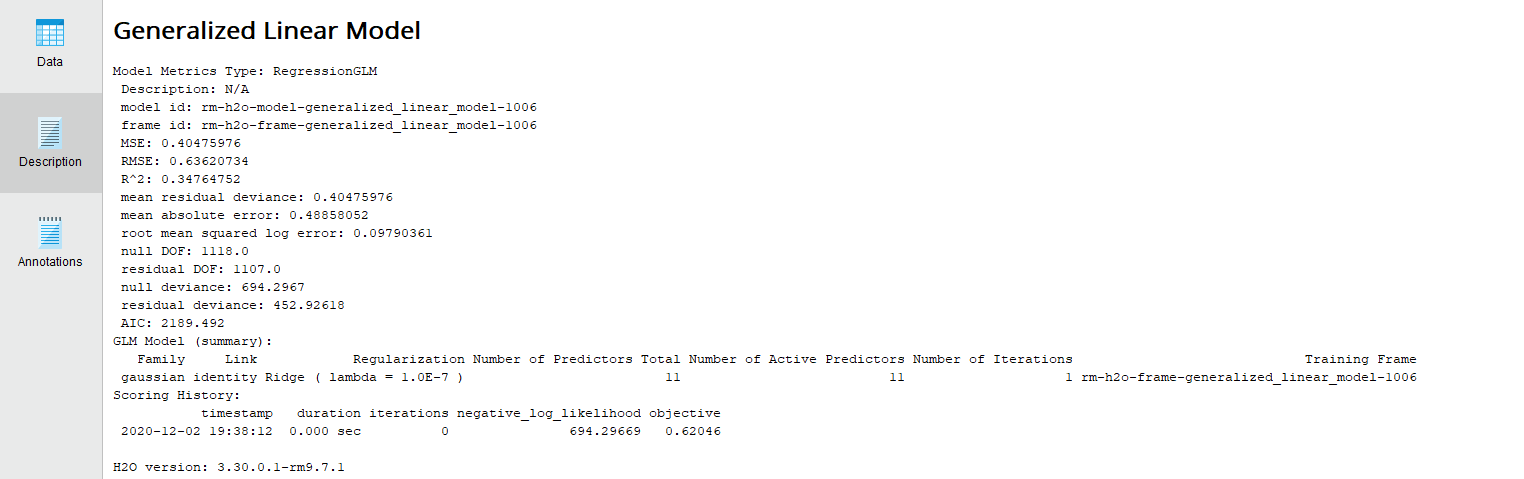 Generalized Linear Model
Data
Description
Annotations
Model Metrics Type: RegressionGLM
Description: N/A
model id: rm-h2o-model-generalized_linear_model-1006
frame id: rm-h2o-frame-generalized_linear_model-1006
MSE: 0.40475976
RMSE: 0.63620734
R^2: 0.34764752
mean residual deviance: 0.40475976
mean absolute error: 0.48858052
root mean squared log error: 0.09790361
null DOF: 1118.0
residual DOF: 1107.0
null deviance: 694.2967
residual deviance: 452.92618
AIC: 2189.492
GLM Model (summary):
Family Link Regularization Number of Predictors Total Number of Active Predictors Number of Iterations Training Frame
gaussian identity Ridge ( lambda = 1.0E-7 ) 11 11 1 rm-h2o-frame-generalized_linear_model-1006
Scoring History:
timestamp duration iterations negative_log_likelihood objective
2020-12-02 19:38:12 0.000 sec 0 694.29669 0.62046
H2O version: 3.30.0.1-rm9.7.1